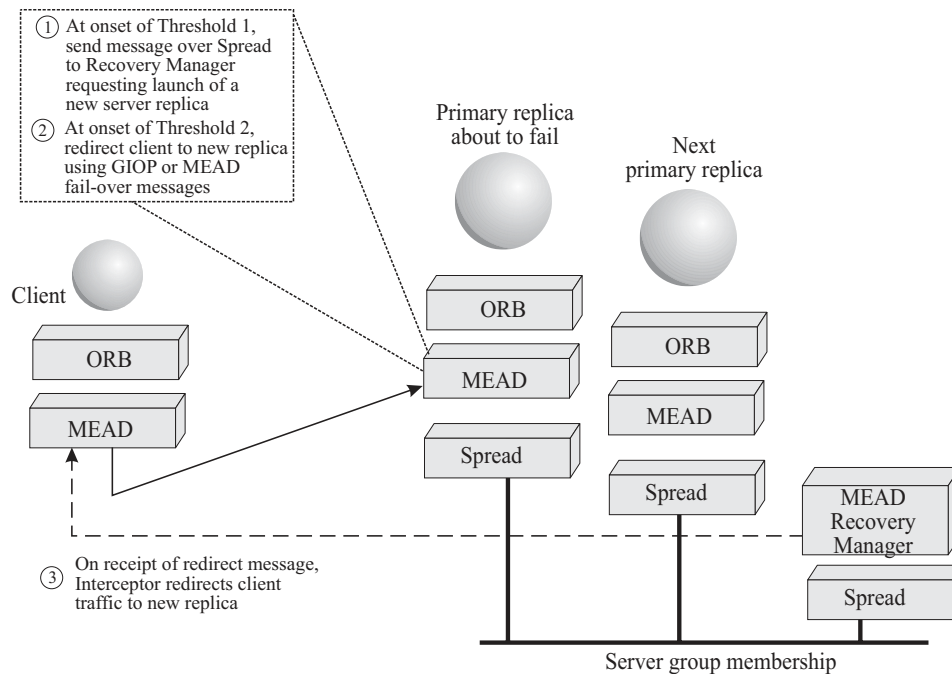 1 At onset of Threshold 1,
send message over Spread
to Recovery Manager
requesting launch of a
new server replica
2 At onset of Threshold 2,
redirect client to new replica
using GIOP or MEAD
fail-over messages
Primary replica
about to fail
Next
primary replica
Client
ORB
MEAD
ORB
MEAD
Spread
ORB
MEAD
Spread
MEAD
Recovery
Manager
Spread
3 On receipt of redirect message,
Interceptor redirects client
traffic to new replica
Server group membership